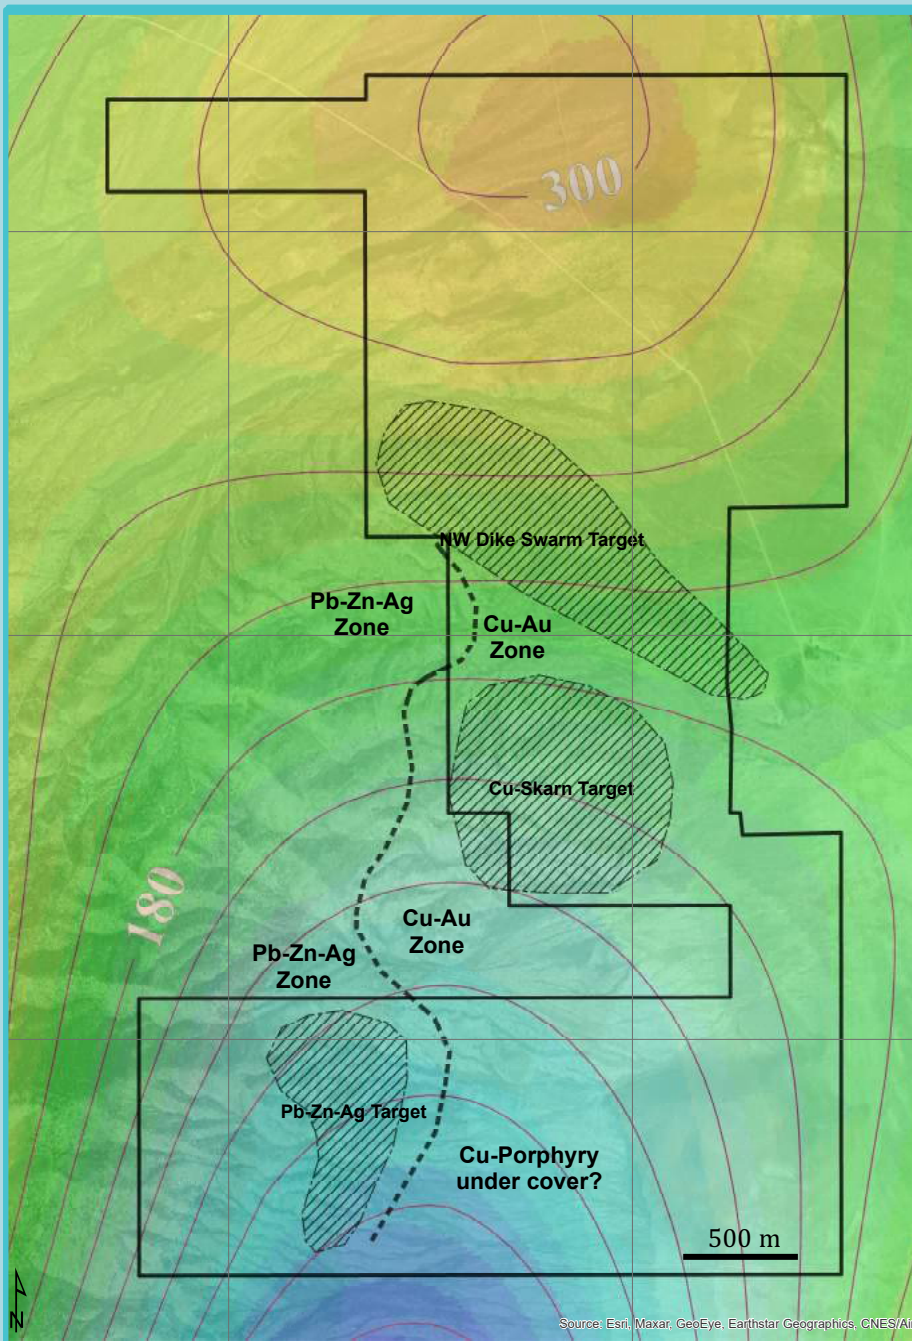 300
NW Dike Swarm Target
Pb-Zn-Ag
Zone
Cu-Au
Zone
Cu-Skarn Target
180
Cu-Au
Zone
Pb-Zn-Ag
Zone
Pb-Zn-Ag Target
Cu-Porphyry
under cover?
500 m
N
Source: Esri, Maxar, GeoEye, Earthstar Geographics, CNES/Air